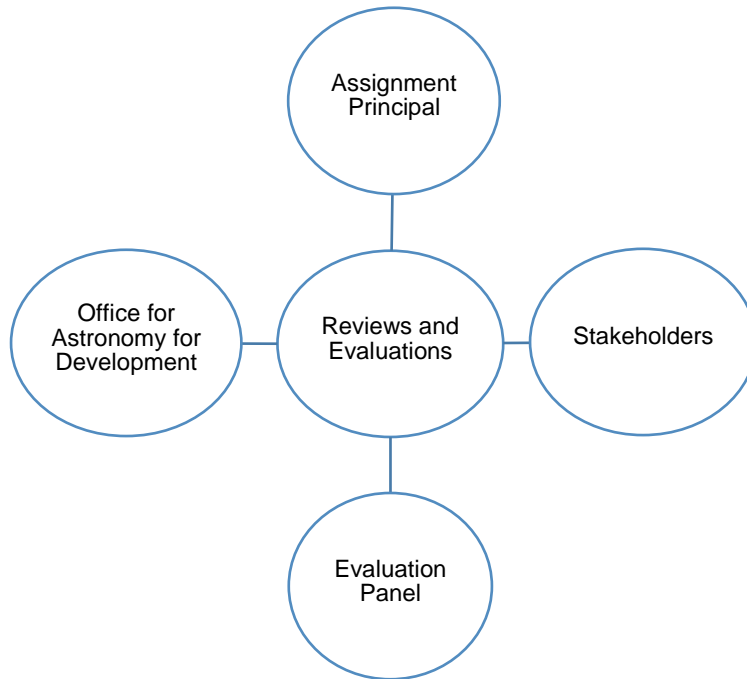 Assignment
Principal
Office for
Astronomy for
Development
Reviews and
Evaluations
Stakeholders
Evaluation
Panel